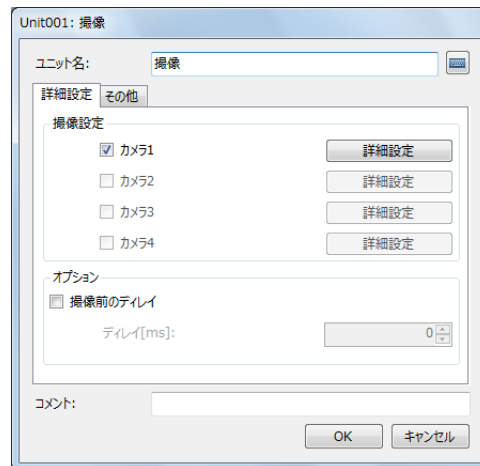 Unit001: 撮像
ユニット名: 撮像
詳細設定 その他
撮像設定
カメラ1 詳細設定
カメラ2 詳細設定
カメラ3 詳細設定
カメラ4 詳細設定
オプション
撮像前のディレイ
ディレイ[ms]: 0
コメント:
OK キャンセル